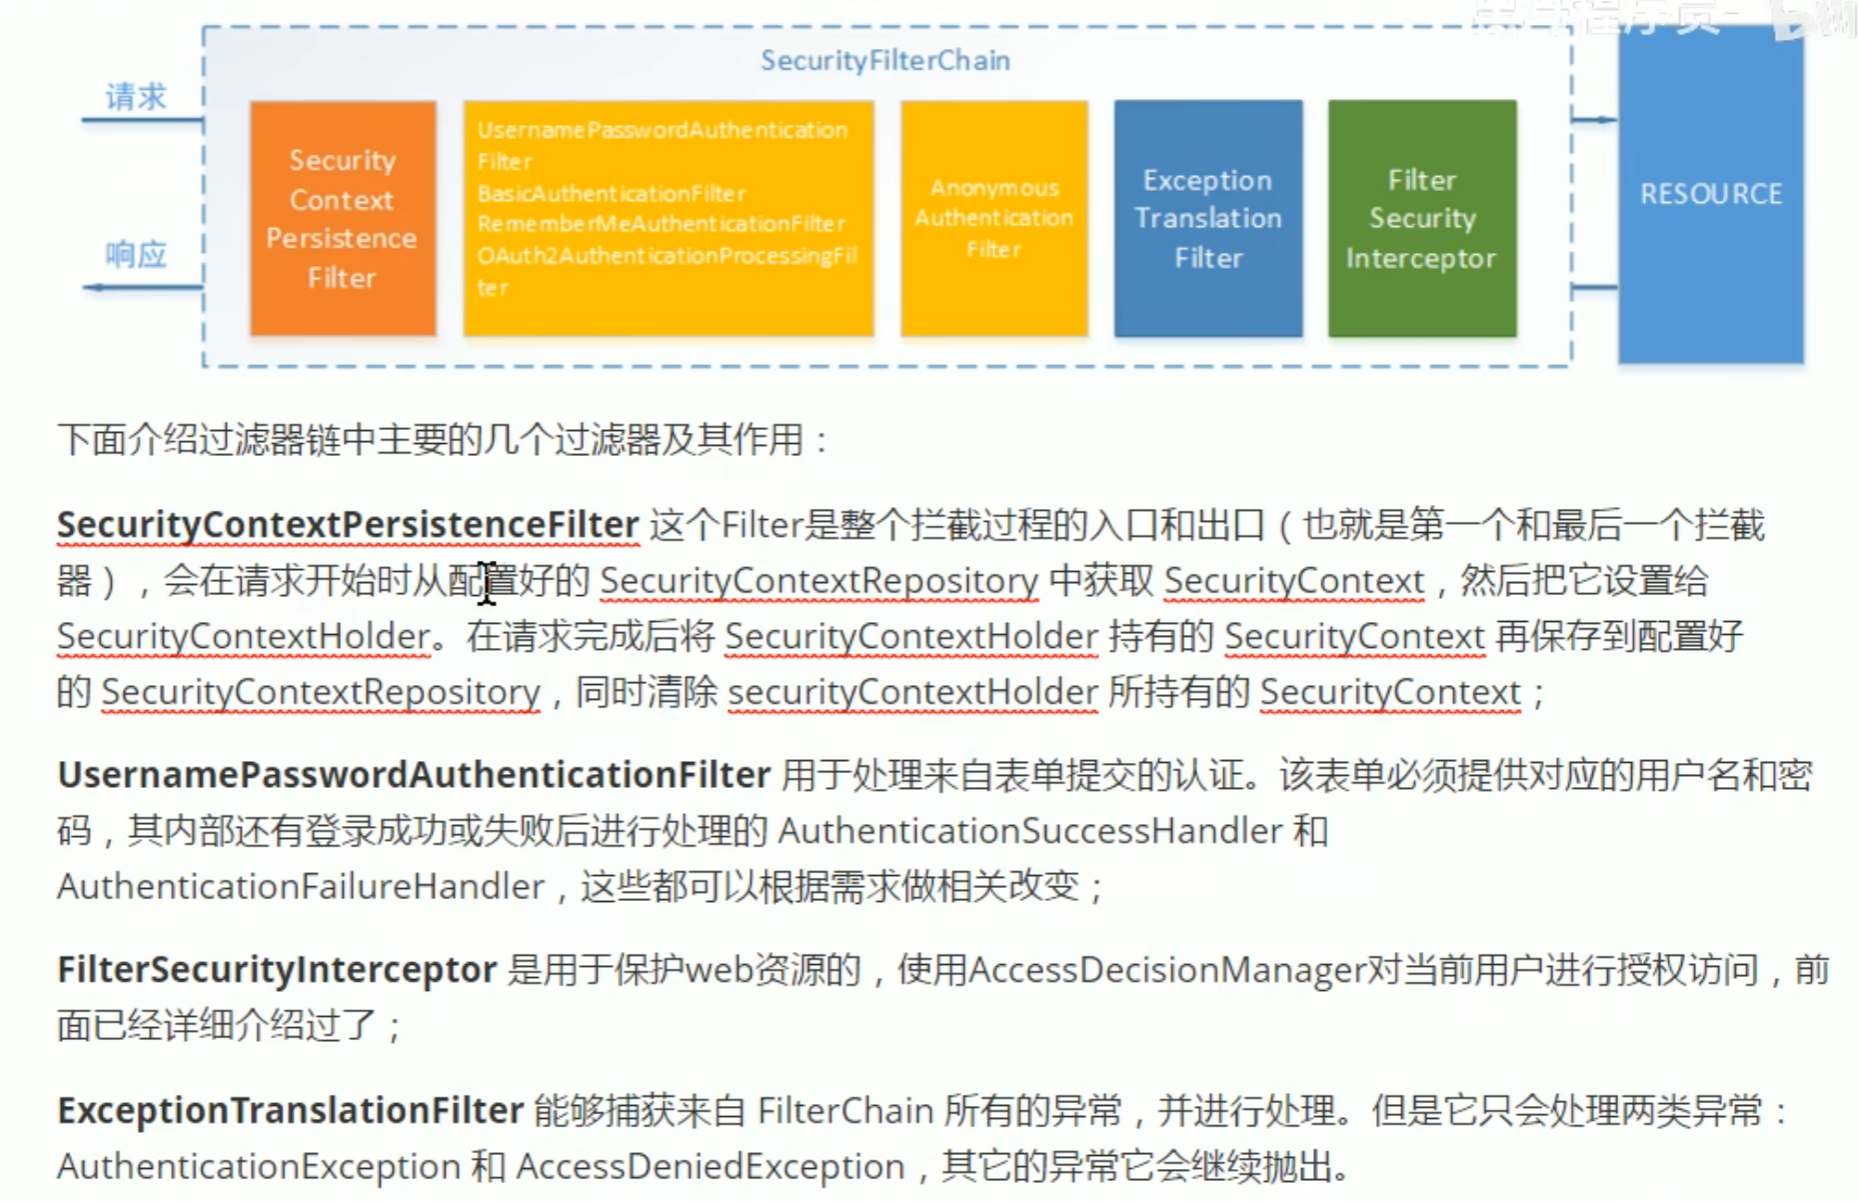 黑马程序员-
SecurityFilterChain
请求
响应
Security
Context
Persistence
Filter
UsernamePasswordAuthentication
Filter
BasicAuthenticationFilter
RememberMeAuthenticationFilter
OAuth2AuthenticationProcessingFil
ter
Anonymous
Authentication
Filter
Exception
Translation
Filter
Filter
Security
Interceptor
RESOURCE
下面介绍过滤器链中主要的几个过滤器及其作用：
SecurityContextPersistenceFilter 这个Filter是整个拦截过程的入口和出口（也就是第一个和最后一个拦截
器），会在请求开始时从配置好的 SecurityContextRepository 中获取 SecurityContext，然后把它设置给
SecurityContextHolder。在请求完成后将 SecurityContextHolder 持有的 SecurityContext 再保存到配置好
的 SecurityContextRepository，同时清除 securityContextHolder 所持有的 SecurityContext；
UsernamePasswordAuthenticationFilter 用于处理来自表单提交的认证。该表单必须提供对应的用户名和密
码，其内部还有登录成功或失败后进行处理的 AuthenticationSuccessHandler 和
AuthenticationFailureHandler，这些都可以根据需求做相关改变；
FilterSecurityInterceptor 是用于保护web资源的，使用AccessDecisionManager对当前用户进行授权访问，前
面已经详细介绍过了；
ExceptionTranslationFilter 能够捕获来自 FilterChain 所有的异常，并进行处理。但是它只会处理两类异常：
AuthenticationException 和 AccessDeniedException，其它的异常它会继续抛出。